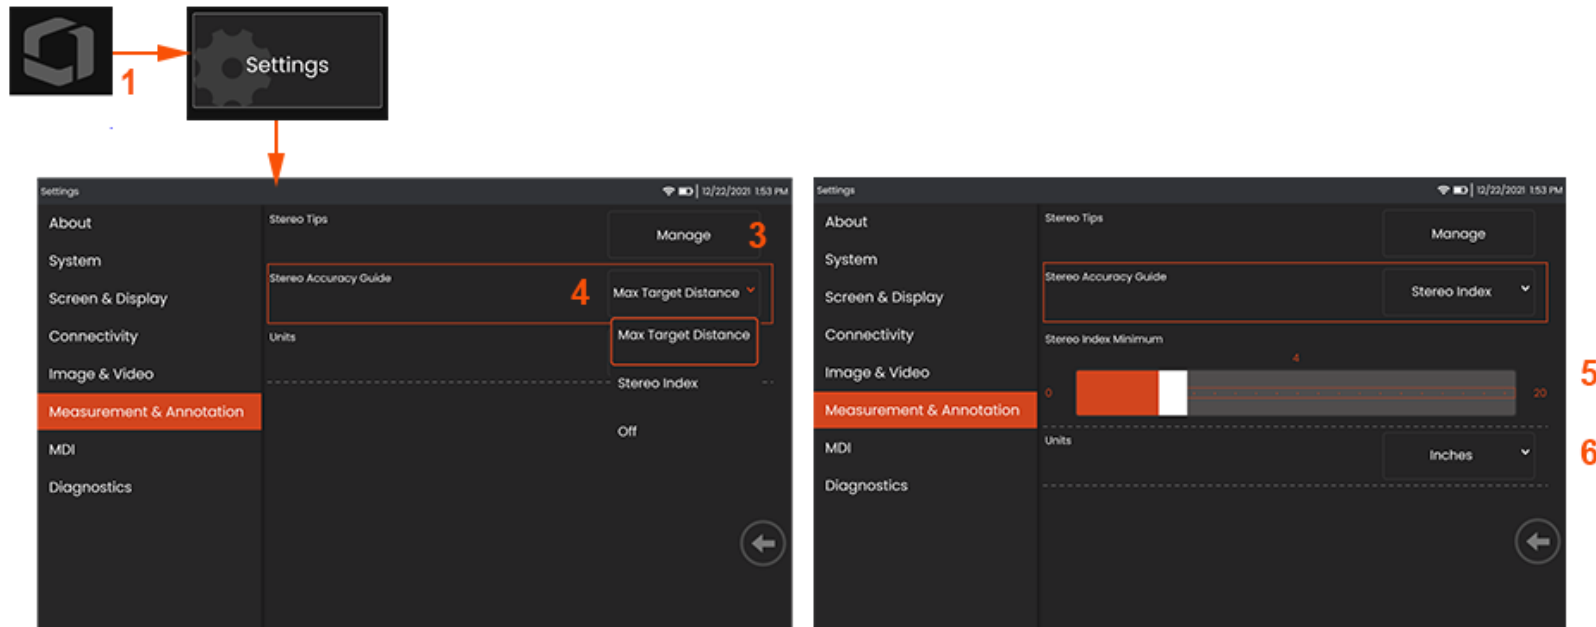 1
Settings
Settings
12/22/2021 1:53 PM
About
System
Screen & Display
Connectivity
Image & Video
Measurement & Annotation
MDI
Diagnostics
Stereo Tips
Manage
3
Stereo Accuracy Guide
4
Max Target Distance
Units
Max Target Distance
Stereo Index
Off
Settings
12/22/2021 1:53 PM
About
System
Screen & Display
Connectivity
Image & Video
Measurement & Annotation
MDI
Diagnostics
Stereo Tips
Manage
Stereo Accuracy Guide
Stereo Index
Stereo Index Minimum
4
0
20
5
Units
Inches
6